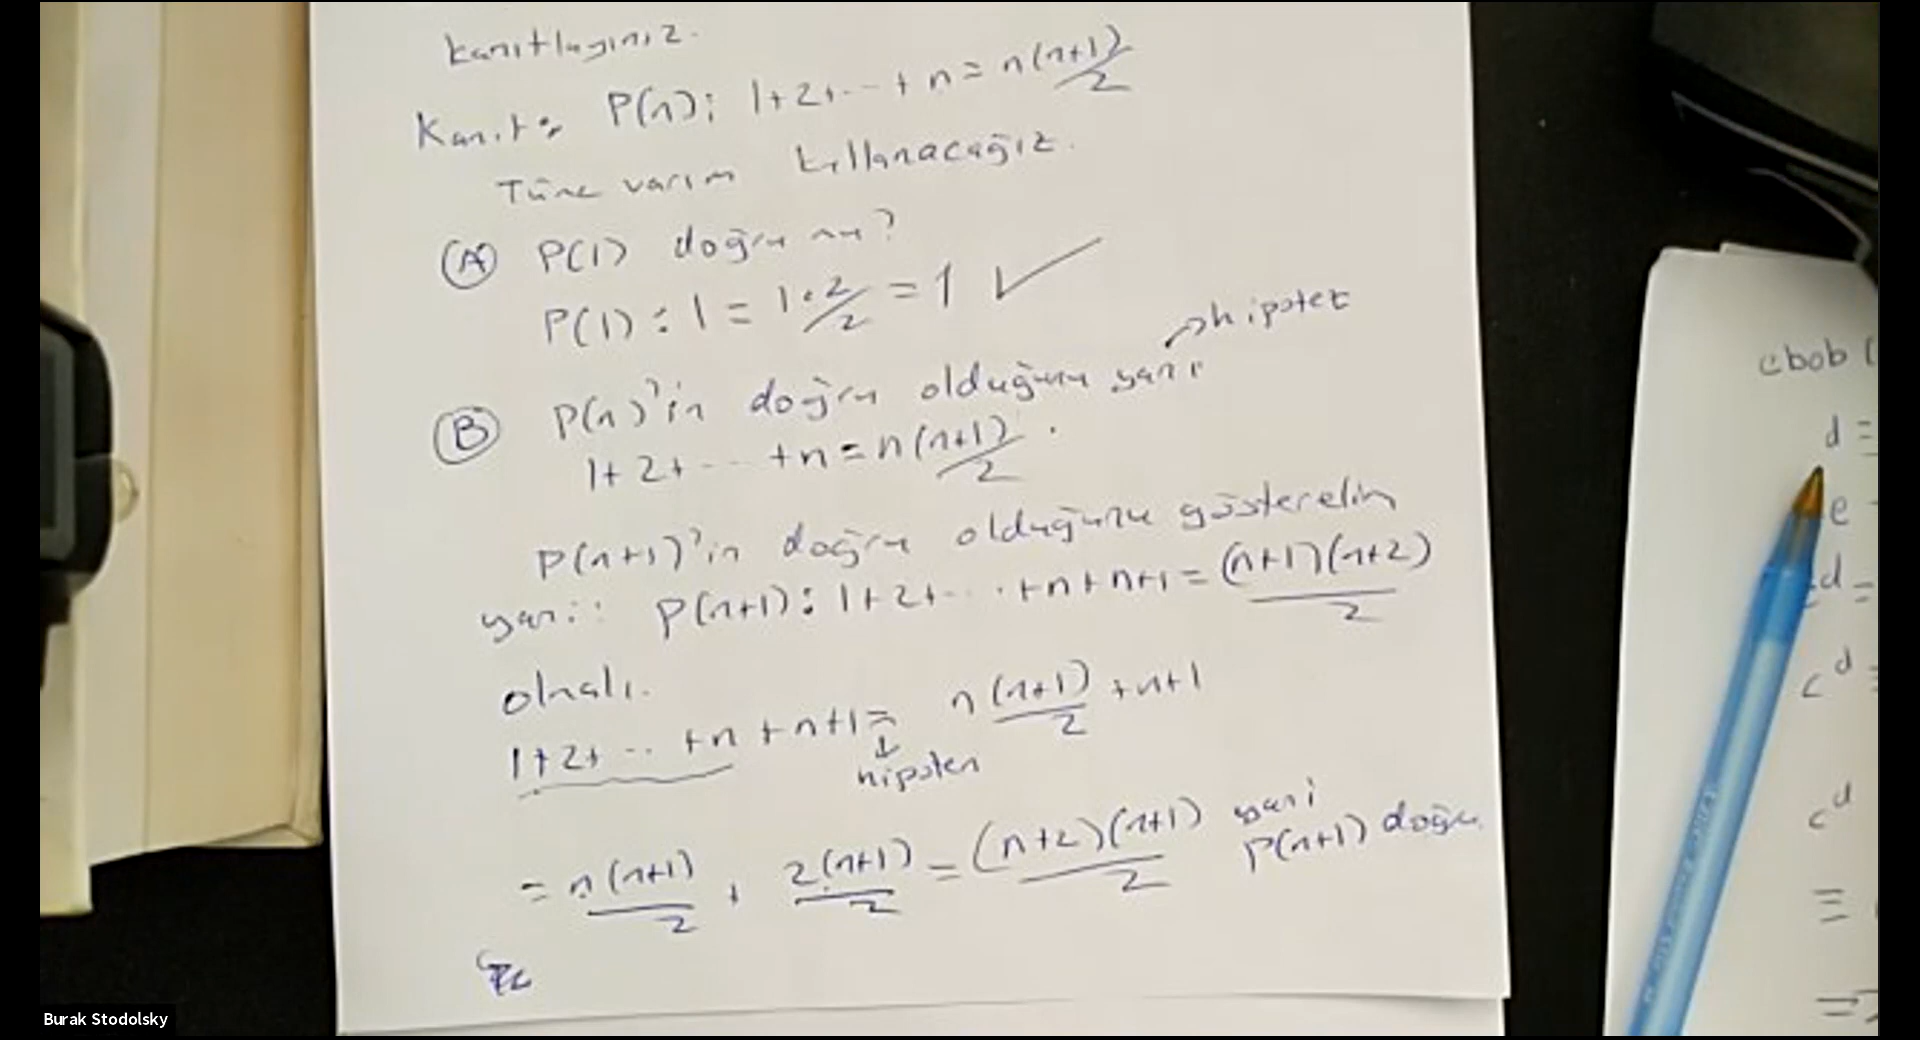 kanıtlayınız.
Kanıt: P(n): 1+2+...+n = n(n+1)/2
Tüme varım kullanacağız.
(A) P(1) doğru mu?
P(1): 1 = 1·2/2 = 1 ✓
→ hipotez
(B) P(n)'in doğru olduğunu yani
1+2+...+n = n(n+1)/2 .
P(n+1)'in doğru olduğunu gösterelim
yani: P(n+1): 1+2+...+n+n+1 = (n+1)(n+2)/2
olmalı.
1+2+...+n+n+1 = n(n+1)/2 + n+1
↓
hipoten
= n(n+1)/2 + 2(n+1)/2 = (n+2)(n+1)/2 yani
P(n+1) doğru
ebob (
d =
e
d =
c^d
c^d
≡
Burak Stodolsky